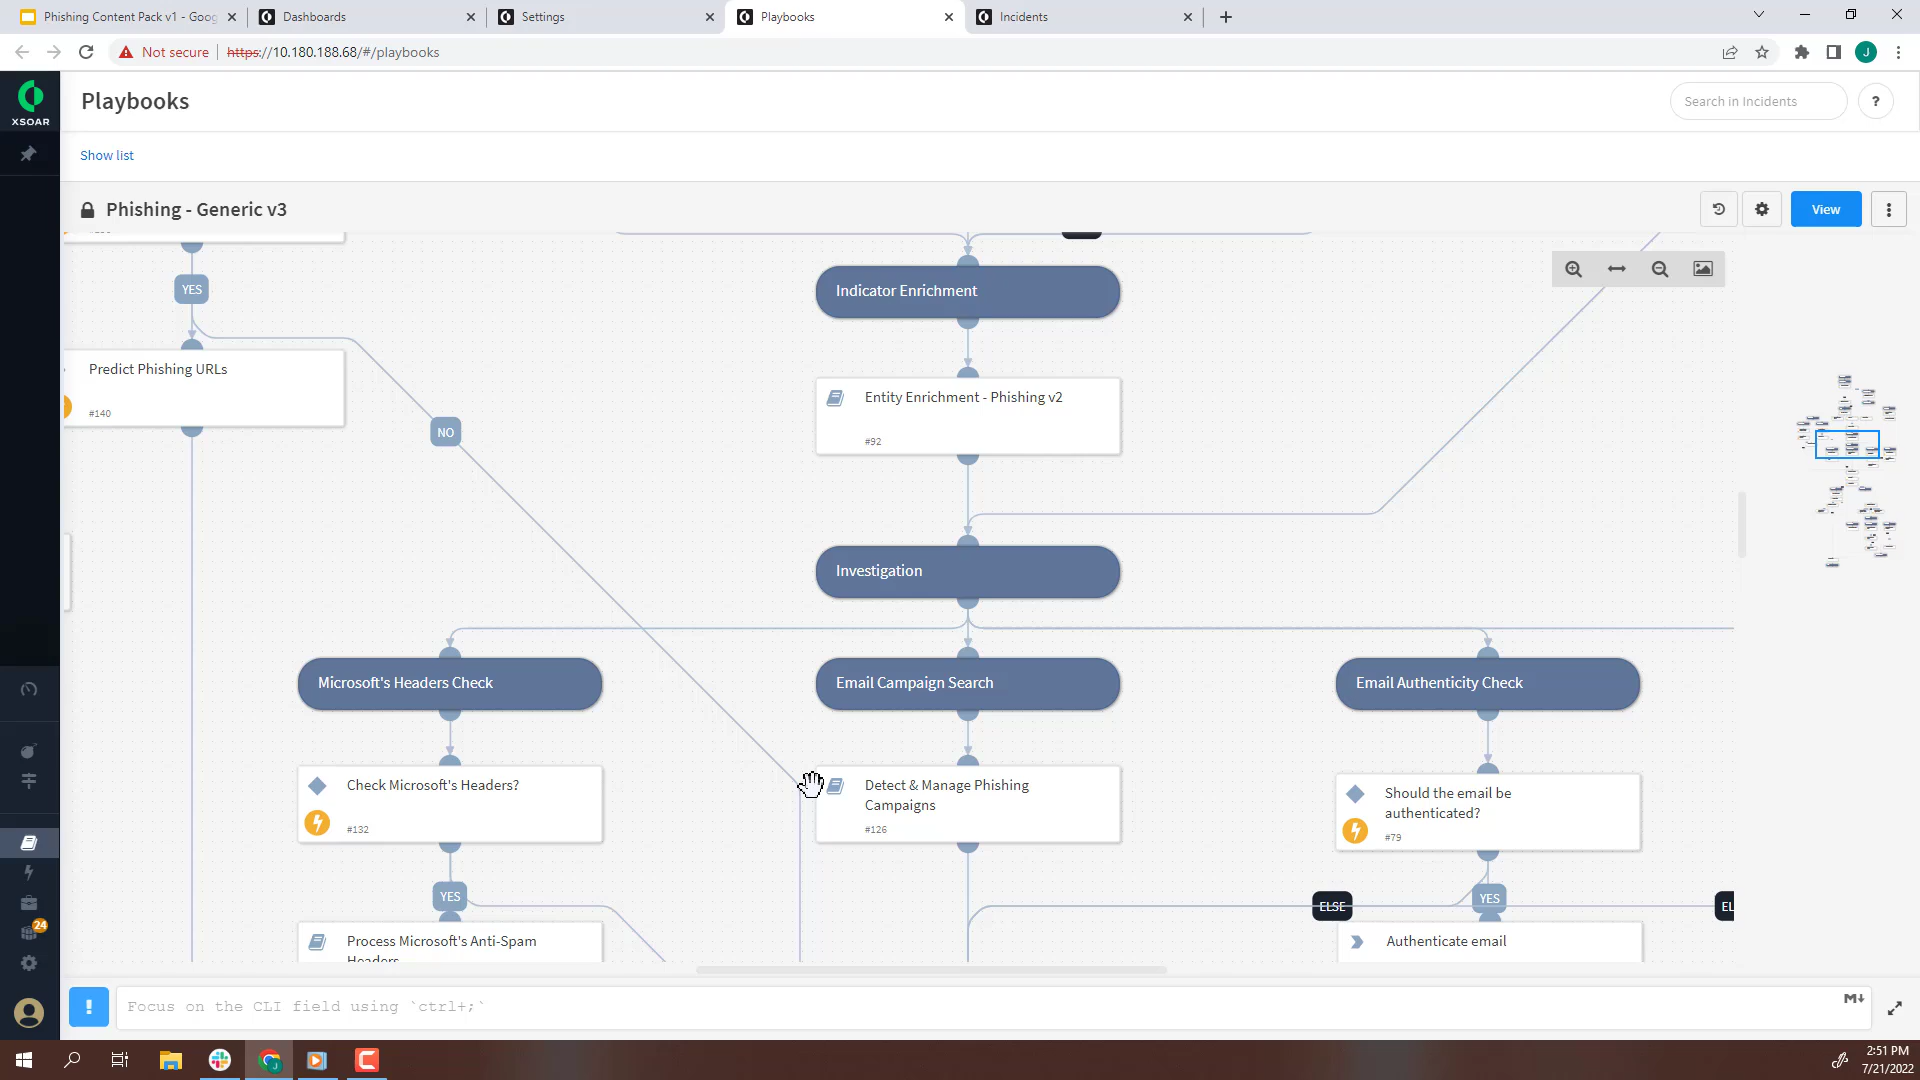 Phishing Content Pack v1 - Goog
Dashboards
Settings
Playbooks
Incidents
Not secure
https://10.180.188.68/#/playbooks
J
XSOAR
Playbooks
Search in Incidents
?
Show list
Phishing - Generic v3
View
YES
Indicator Enrichment
Predict Phishing URLs
#140
Entity Enrichment - Phishing v2
#92
NO
Investigation
Microsoft's Headers Check
Email Campaign Search
Email Authenticity Check
Check Microsoft's Headers?
#132
Detect & Manage Phishing
Campaigns
#126
Should the email be
authenticated?
#79
YES
ELSE
YES
EL
Process Microsoft's Anti-Spam
Headers
Authenticate email
24
!
Focus on the CLI field using `ctrl+;`
M
J
2:51 PM
7/21/2022